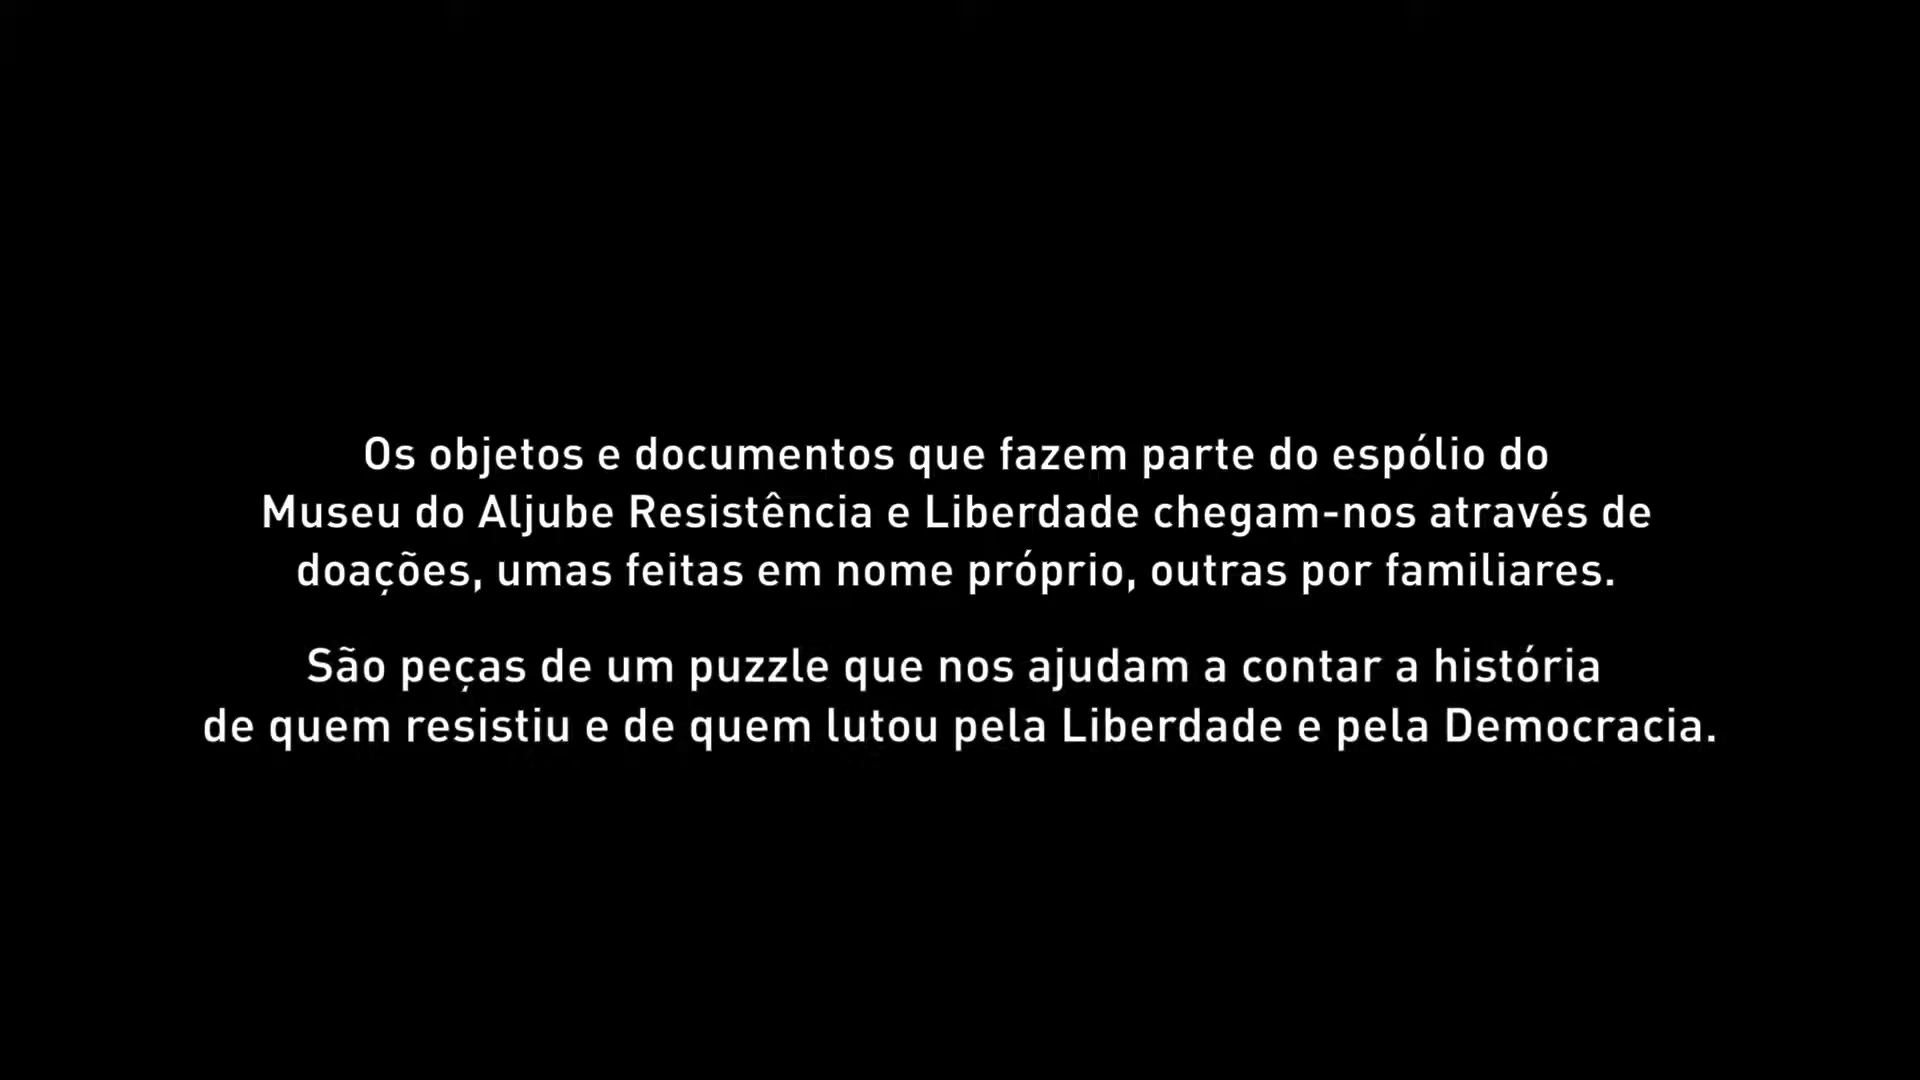 Os objetos e documentos que fazem parte do espólio do
Museu do Aljube Resistência e Liberdade chegam-nos através de
doações, umas feitas em nome próprio, outras por familiares.
São peças de um puzzle que nos ajudam a contar a história
de quem resistiu e de quem lutou pela Liberdade e pela Democracia.